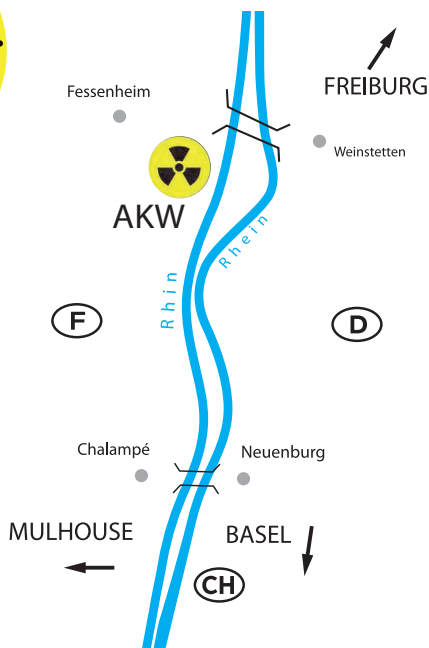 FREIBURG
Fessenheim
Weinstetten
AKW
Rhein
Rhin
F
D
Chalampé
Neuenburg
MULHOUSE
BASEL
CH